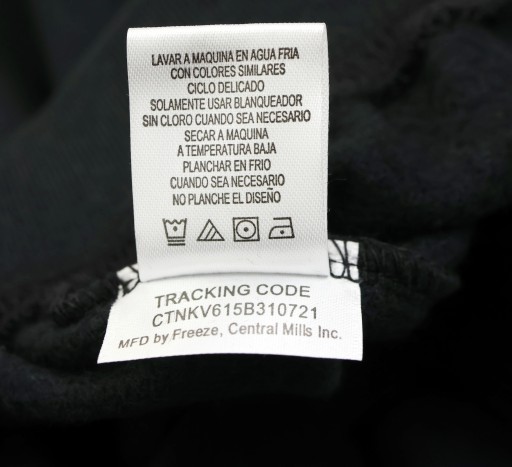 LAVAR A MAQUINA EN AGUA FRIA
CON COLORES SIMILARES
CICLO DELICADO
SOLAMENTE USAR BLANQUEADOR
SIN CLORO CUANDO SEA NECESARIO
SECAR A MAQUINA
A TEMPERATURA BAJA
PLANCHAR EN FRIO
CUANDO SEA NECESARIO
NO PLANCHE EL DISEÑO
TRACKING CODE
CTNKV615B310721
MFD by Freeze, Central Mills Inc.